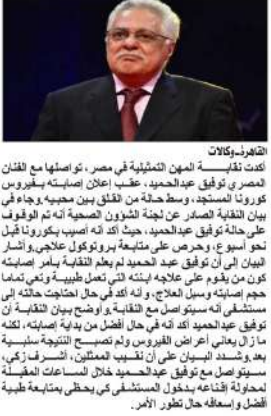 القاهرة-وكالات
أكدت نقابة المهن التمثيلية في مصر، تواصلها مع الفنان
المصري توفيق عبدالحميد، عقب إعلان إصابته بفيروس
كورونا المستجد، وسط حالة من القلق بين محبيه. وجاء في
بيان النقابة الصادر عن لجنة الشؤون الصحية أنه تم الوقوف
على حالة توفيق عبدالحميد، حيث أكد أنه أصيب بكورونا قبل
نحو أسبوع، وحرص على متابعة بروتوكول علاجي. وأشار
البيان إلى أن توفيق عبد الحميد لم يعلم النقابة بأمر إصابته
كون من يقوم على علاجه ابنته التي تعمل طبيبة وتعي تماما
حجم إصابته وسبل العلاج، وأنه أكد في حال احتاجت حالته إلى
مستشفى أنه سيتواصل مع النقابة. وأوضح بيان النقابة أن
توفيق عبدالحميد أكد أنه في حال أفضل من بداية إصابته، لكنه
ما زال يعاني أعراض الفيروس ولم تصبح النتيجة سلبية
بعد. وشدد البيان على أن نقيب الممثلين، أشرف زكي،
سيتواصل مع توفيق عبدالحميد خلال الساعات المقبلة
لمحاولة إقناعه بدخول المستشفى كي يحظى بمتابعة طبية
أفضل وإسعافه حال تطور الأمر.